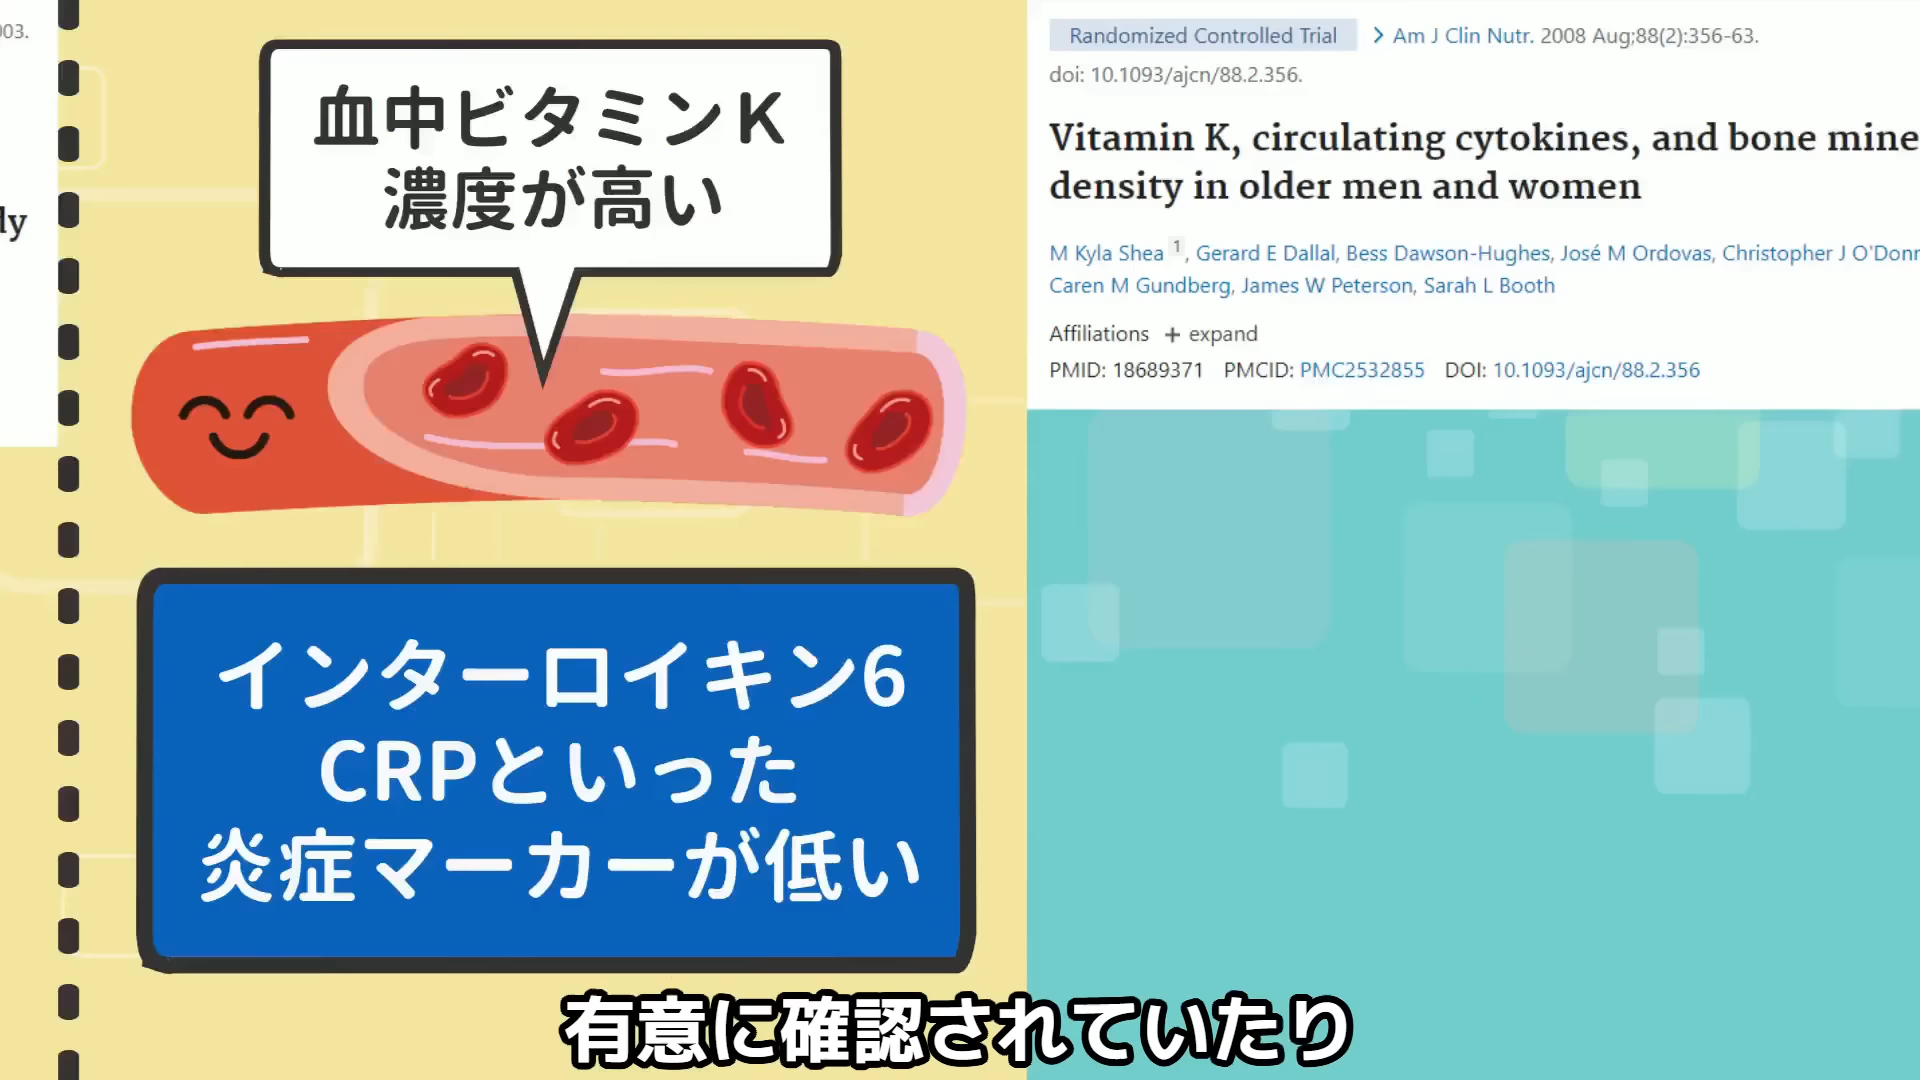 003.
ly
血中ビタミンK
濃度が高い
インターロイキン6
CRPといった
炎症マーカーが低い
Randomized Controlled Trial > Am J Clin Nutr. 2008 Aug;88(2):356-63.
doi: 10.1093/ajcn/88.2.356.
Vitamin K, circulating cytokines, and bone mine
density in older men and women
M Kyla Shea 1, Gerard E Dallal, Bess Dawson-Hughes, José M Ordovas, Christopher J O'Donn
Caren M Gundberg, James W Peterson, Sarah L Booth
Affiliations + expand
PMID: 18689371 PMCID: PMC2532855 DOI: 10.1093/ajcn/88.2.356
有意に確認されていたり